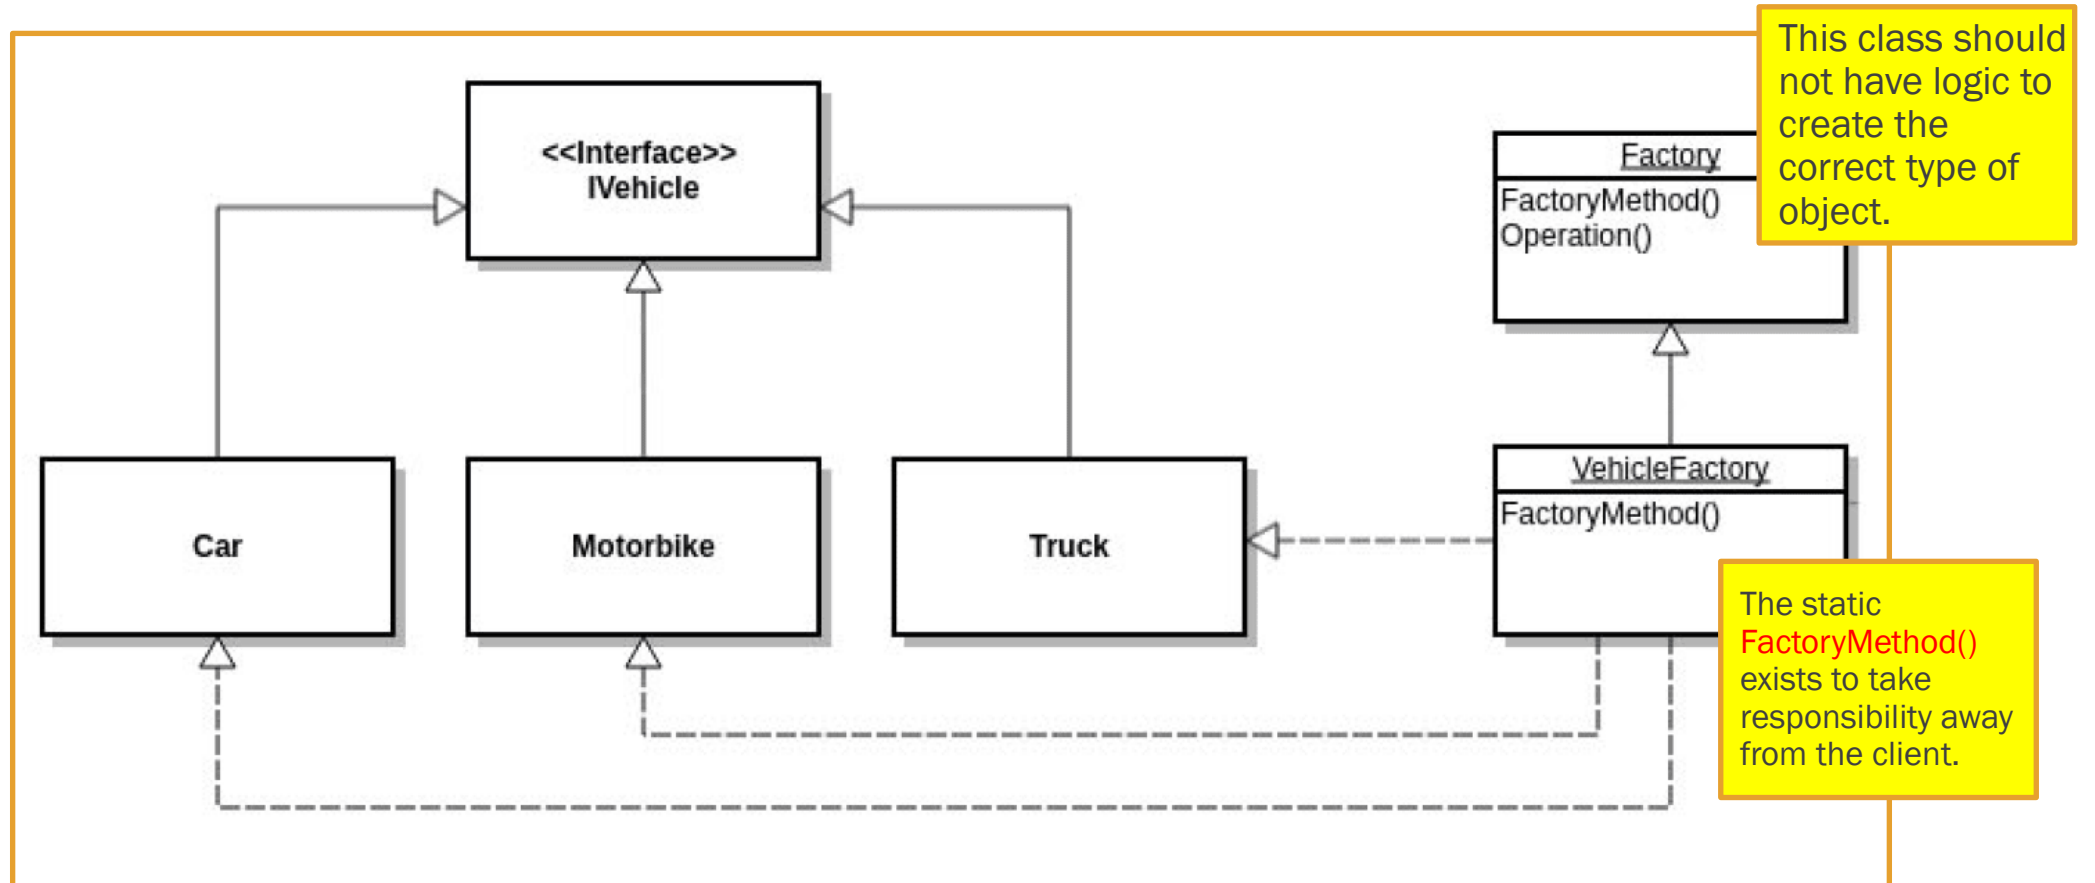 This class should
not have logic to
create the
correct type of
object.
<<Interface>>
IVehicle
Factory
FactoryMethod()
Operation()
Car
Motorbike
Truck
VehicleFactory
FactoryMethod()
The static
FactoryMethod()
exists to take
responsibility away
from the client.